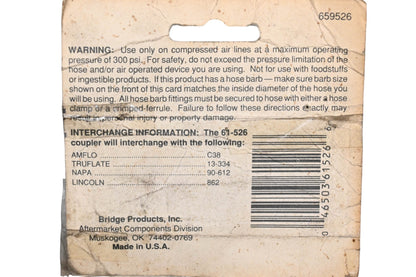 659526
WARNING: Use only on compressed air lines at a maximum operating
pressure of 300 psi. For safety, do not exceed the pressure limitation of the
hose and/or air operated device you are using. Not for use with foodstuffs
or ingestible products. If this product has a hose barb — make sure barb size
shown on the front of this card matches the inside diameter of the hose you
will be using. All hose barb fittings must be secured to hose with either a hose
clamp or a crimped ferrule. Failure to follow these directions exactly may
result in personal injury or property damage.
INTERCHANGE INFORMATION: The 61-526
coupler will interchange with the following:
AMFLO C38
TRUFLATE 13-334
NAPA 90-612
LINCOLN 862
Bridge Products, Inc.
Aftermarket Components Division
Muskogee, OK 74402-0769
Made in U.S.A.
0 46503 61526 6